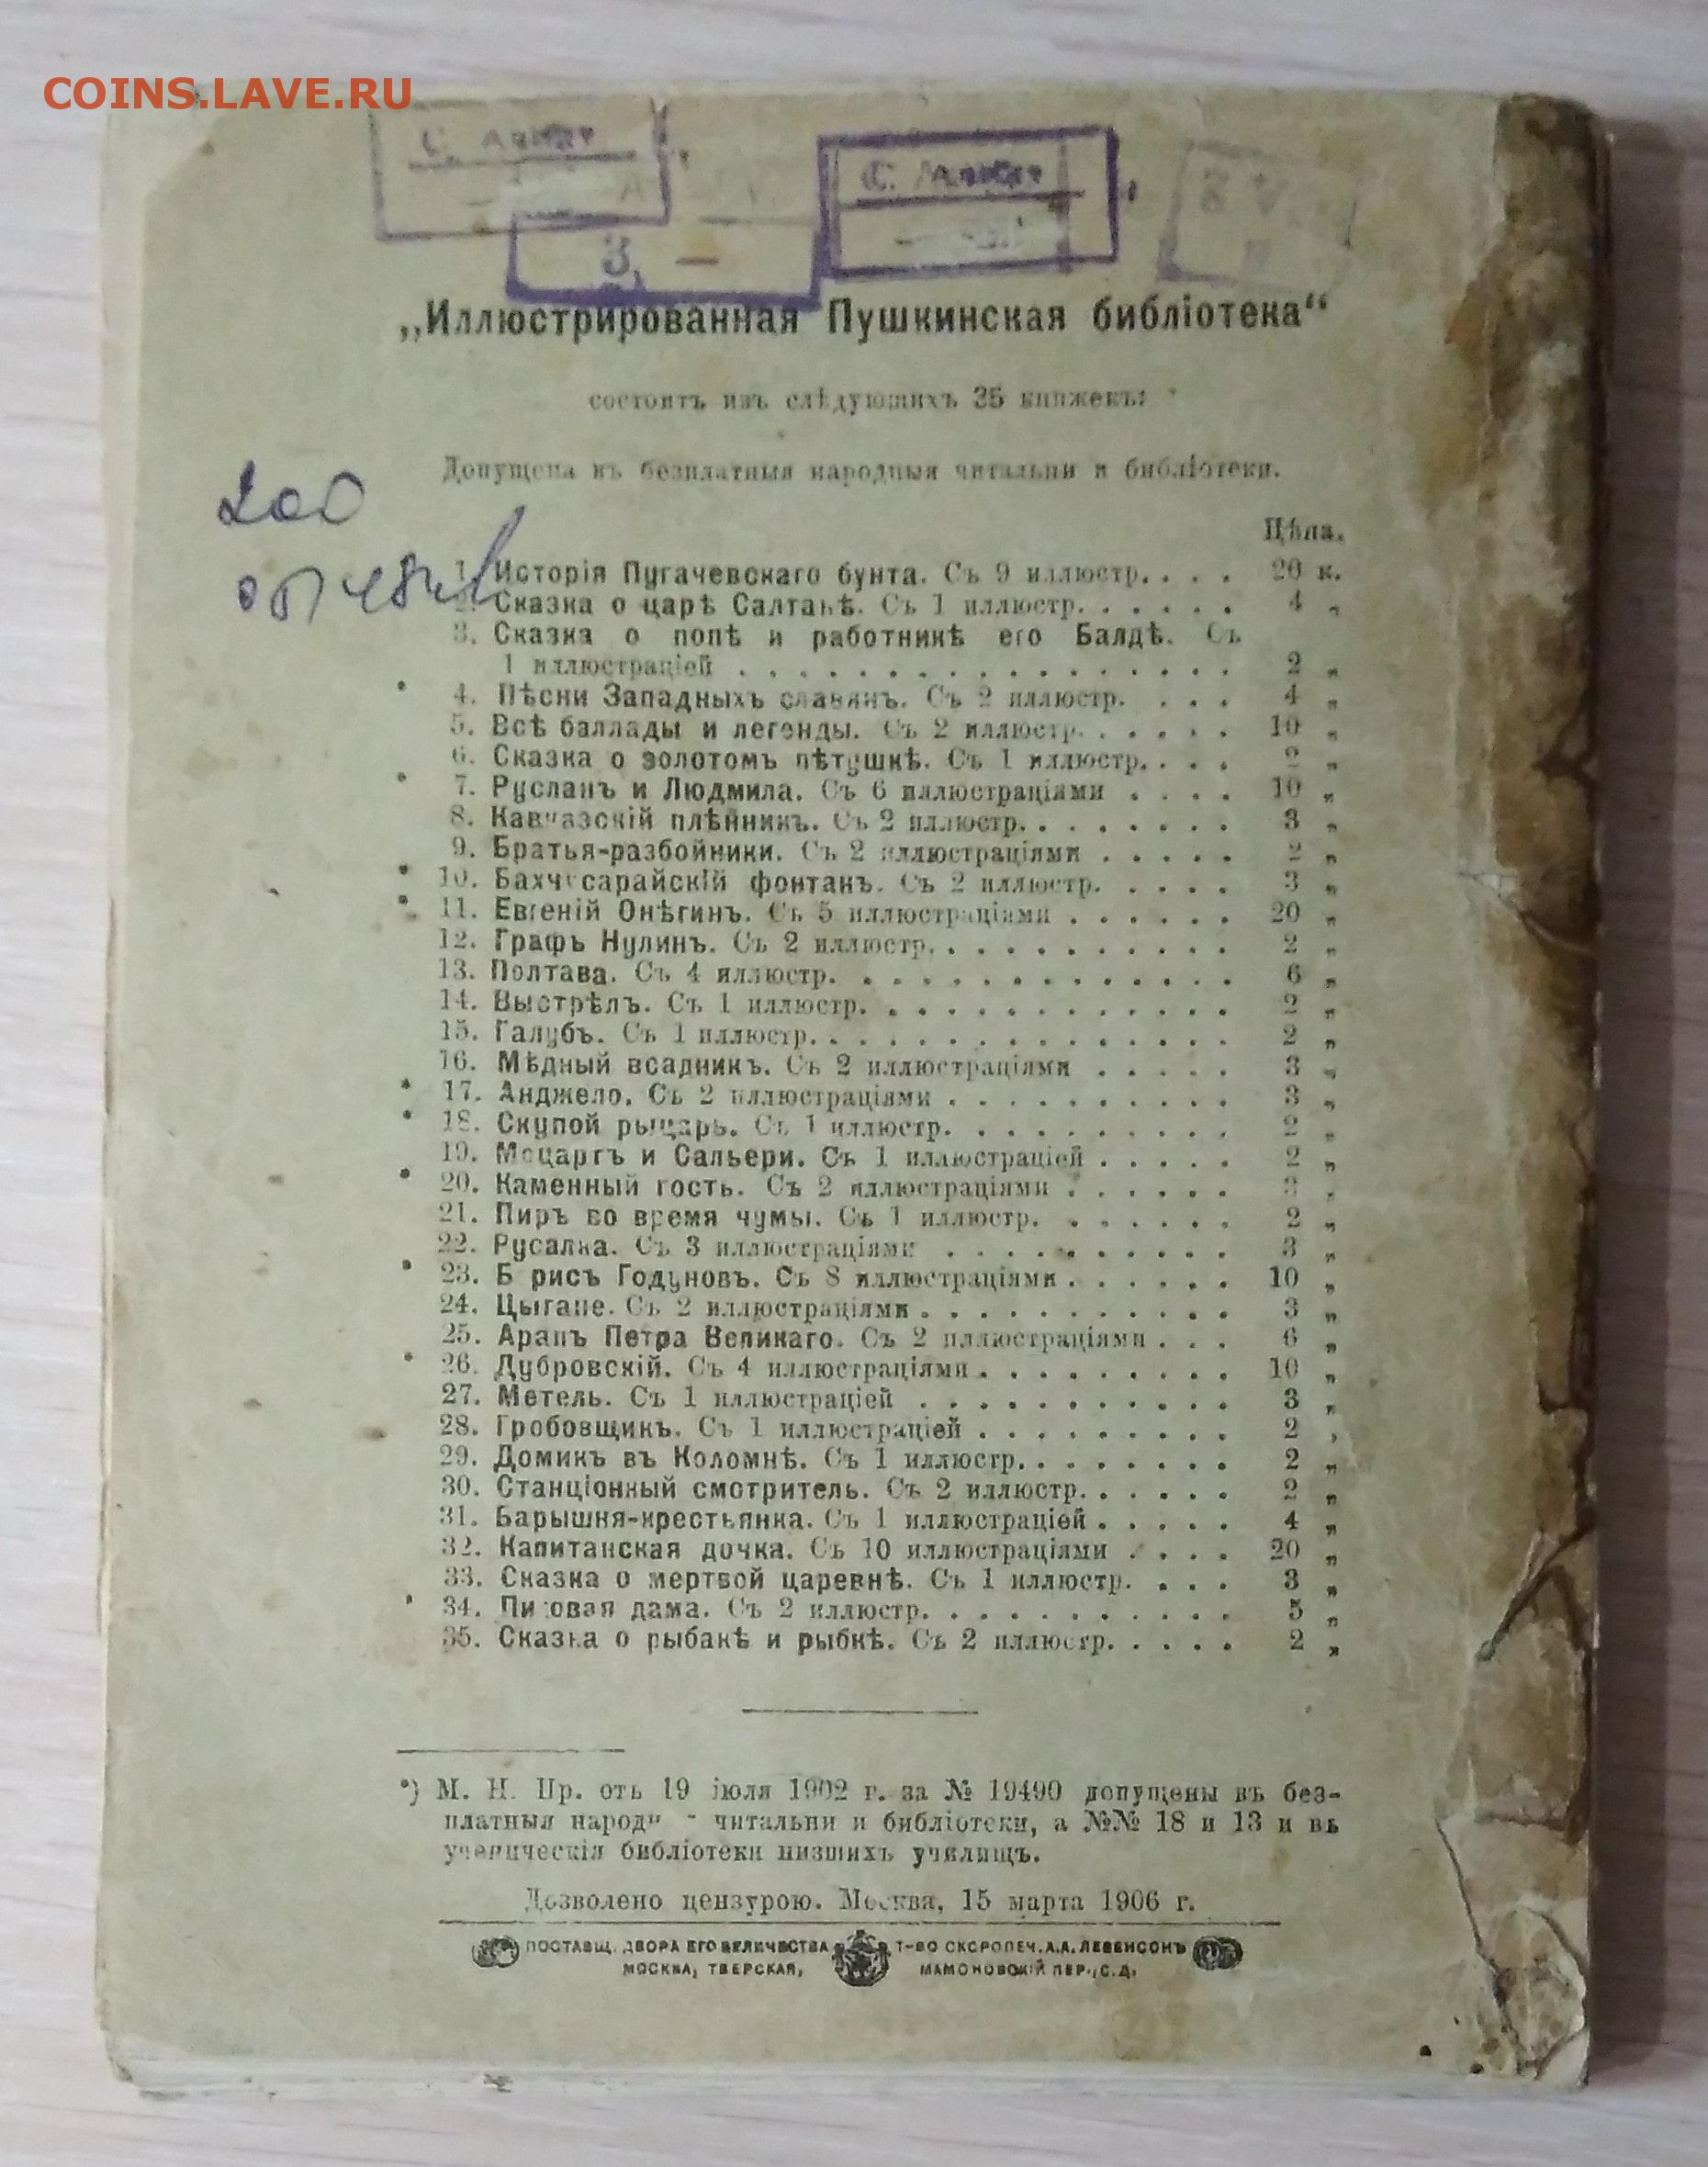 COINS.LAVE.RU
З, —
„Иллюстрированная Пушкинская библіотека“
состоитъ изъ слѣдующихъ 35 книжекъ:
Допущена въ безплатныя народныя читальни и библіотеки.
Цѣна.
1. Исторія Пугачевскаго бунта. Съ 9 иллюстр. . . . 20 к.
2. Сказка о царѣ Салтанѣ. Съ 1 иллюстр. . . . . . 4 „
3. Сказка о попѣ и работникѣ его Балдѣ. Съ
1 иллюстраціей . . . . . . . . . . . . . . . . . 2 „
* 4. Пѣсни Западныхъ славянъ. Съ 2 иллюстр. . . . 4 „
5. Всѣ баллады и легенды. Съ 2 иллюстр. . . . . . 10 „
6. Сказка о золотомъ пѣтушкѣ. Съ 1 иллюстр. . . . 2 „
* 7. Русланъ и Людмила. Съ 6 иллюстраціями . . . . 10 „
8. Кавказскій плѣнникъ. Съ 2 иллюстр. . . . . . . . 3 „
9. Братья-разбойники. Съ 2 иллюстраціями . . . . . 2 „
* 10. Бахчисарайскій фонтанъ. Съ 2 иллюстр. . . . . 3 „
* 11. Евгеній Онѣгинъ. Съ 5 иллюстраціями . . . . . . 20 „
12. Графъ Нулинъ. Съ 2 иллюстр. . . . . . . . . . . 2 „
13. Полтава. Съ 4 иллюстр. . . . . . . . . . . . . . 6 „
14. Выстрѣлъ. Съ 1 иллюстр. . . . . . . . . . . . . 2 „
15. Галубъ. Съ 1 иллюстр. . . . . . . . . . . . . . . 2 „
16. Мѣдный всадникъ. Съ 2 иллюстраціями . . . . . 3 „
* 17. Анджело. Съ 2 иллюстраціями . . . . . . . . . . 3 „
* 18. Скупой рыцарь. Съ 1 иллюстр. . . . . . . . . . 2 „
19. Моцартъ и Сальери. Съ 1 иллюстраціей . . . . . 2 „
* 20. Каменный гость. Съ 2 иллюстраціями . . . . . . 3 „
21. Пиръ во время чумы. Съ 1 иллюстр. . . . . . . 2 „
22. Русалка. Съ 3 иллюстраціями . . . . . . . . . . 3 „
* 23. Б рисъ Годуновъ. Съ 8 иллюстраціями . . . . . . 10 „
24. Цыгане. Съ 2 иллюстраціями . . . . . . . . . . . 3 „
25. Арапъ Петра Великаго. Съ 2 иллюстраціями . . . 6 „
* 26. Дубровскій. Съ 4 иллюстраціями . . . . . . . . . 10 „
27. Метель. Съ 1 иллюстраціей . . . . . . . . . . . 3 „
28. Гробовщикъ. Съ 1 иллюстраціей . . . . . . . . . 2 „
29. Домикъ въ Коломнѣ. Съ 1 иллюстр. . . . . . . . 2 „
30. Станціонный смотритель. Съ 2 иллюстр. . . . . . 2 „
31. Барышня-крестьянка. Съ 1 иллюстраціей . . . . . 4 „
32. Капитанская дочка. Съ 10 иллюстраціями . . . . 20 „
33. Сказка о мертвой царевнѣ. Съ 1 иллюстр. . . . 3 „
* 34. Пиковая дама. Съ 2 иллюстр. . . . . . . . . . . 5 „
35. Сказка о рыбакѣ и рыбкѣ. Съ 2 иллюстр. . . . . 2 „
*) М. Н. Пр. отъ 19 іюля 1902 г. за № 19490 допущены въ без-
платныя народн читальни и библіотеки, а №№ 18 и 13 и въ
ученическія библіотеки низшихъ училищъ.
Дозволено цензурою. Москва, 15 марта 1906 г.
ПОСТАВЩ. ДВОРА ЕГО ВЕЛИЧЕСТВА Т-ВО СКОРОПЕЧ. А. А. ЛЕВЕНСОНЪ
МОСКВА, ТВЕРСКАЯ, МАМОНОВСКІЙ ПЕР., С. Д.